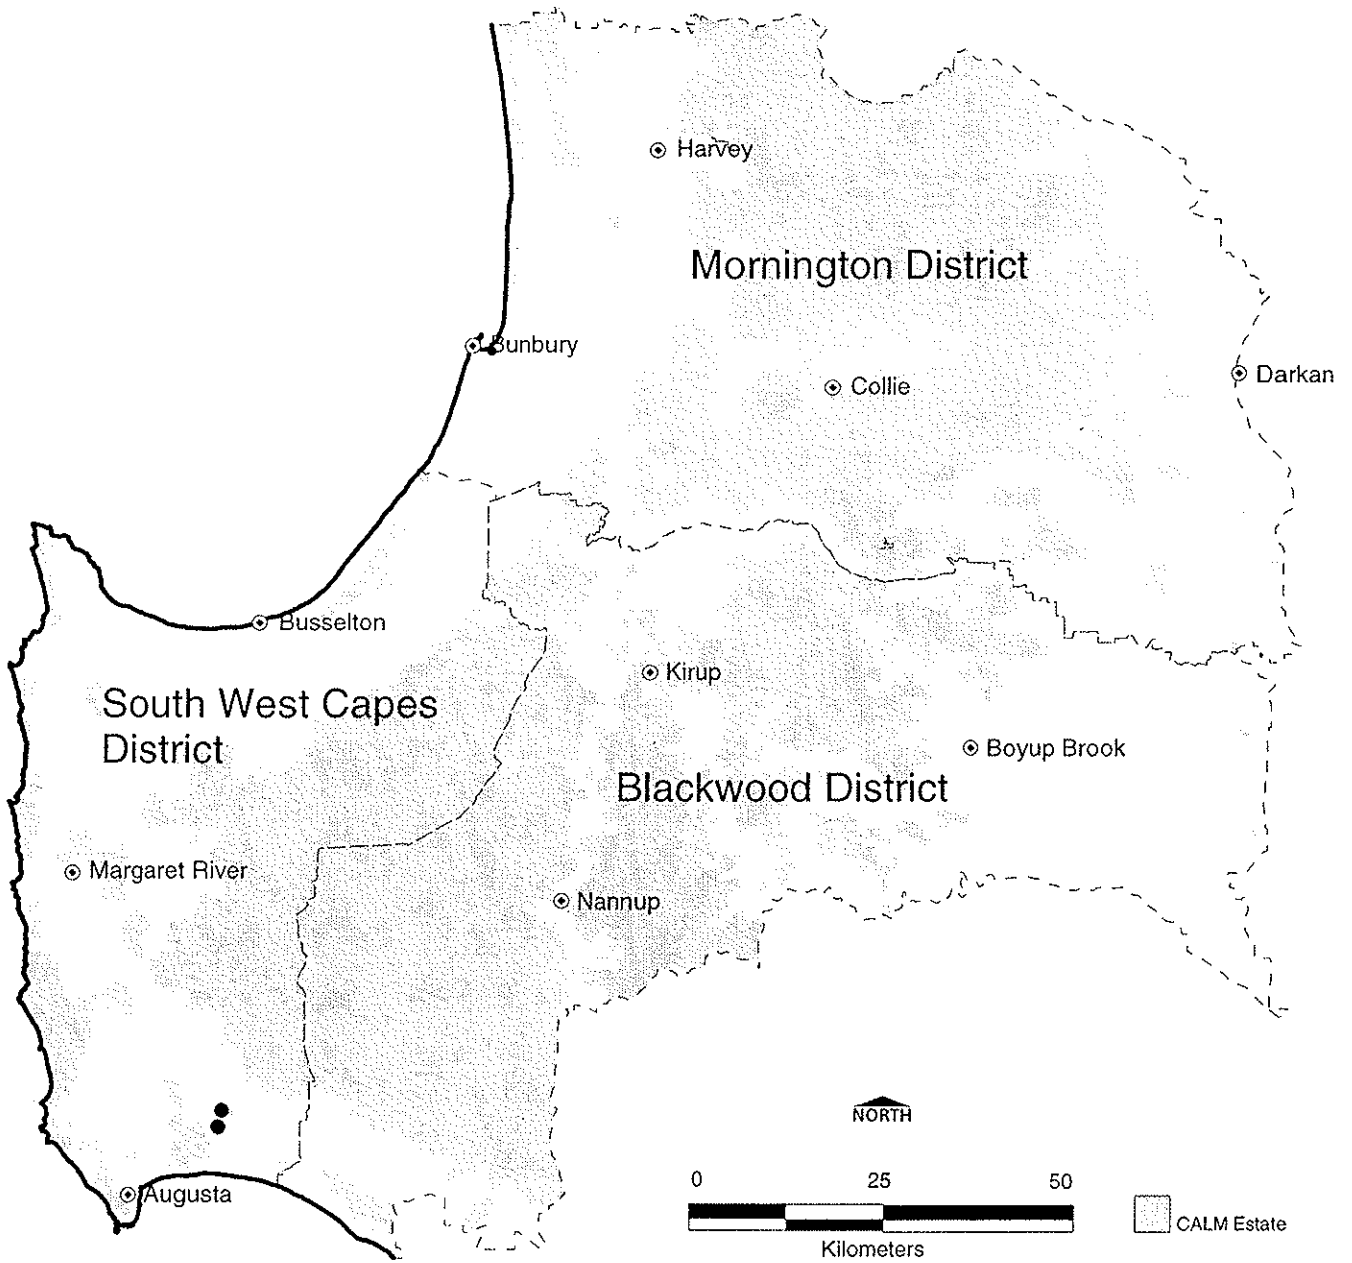 Harvey
Mornington District
Bunbury
Collie
Darkan
Busselton
Kirup
South West Capes
District
Boyup Brook
Blackwood District
Margaret River
Nannup
NORTH
0 25 50
Augusta
CALM Estate
Kilometers